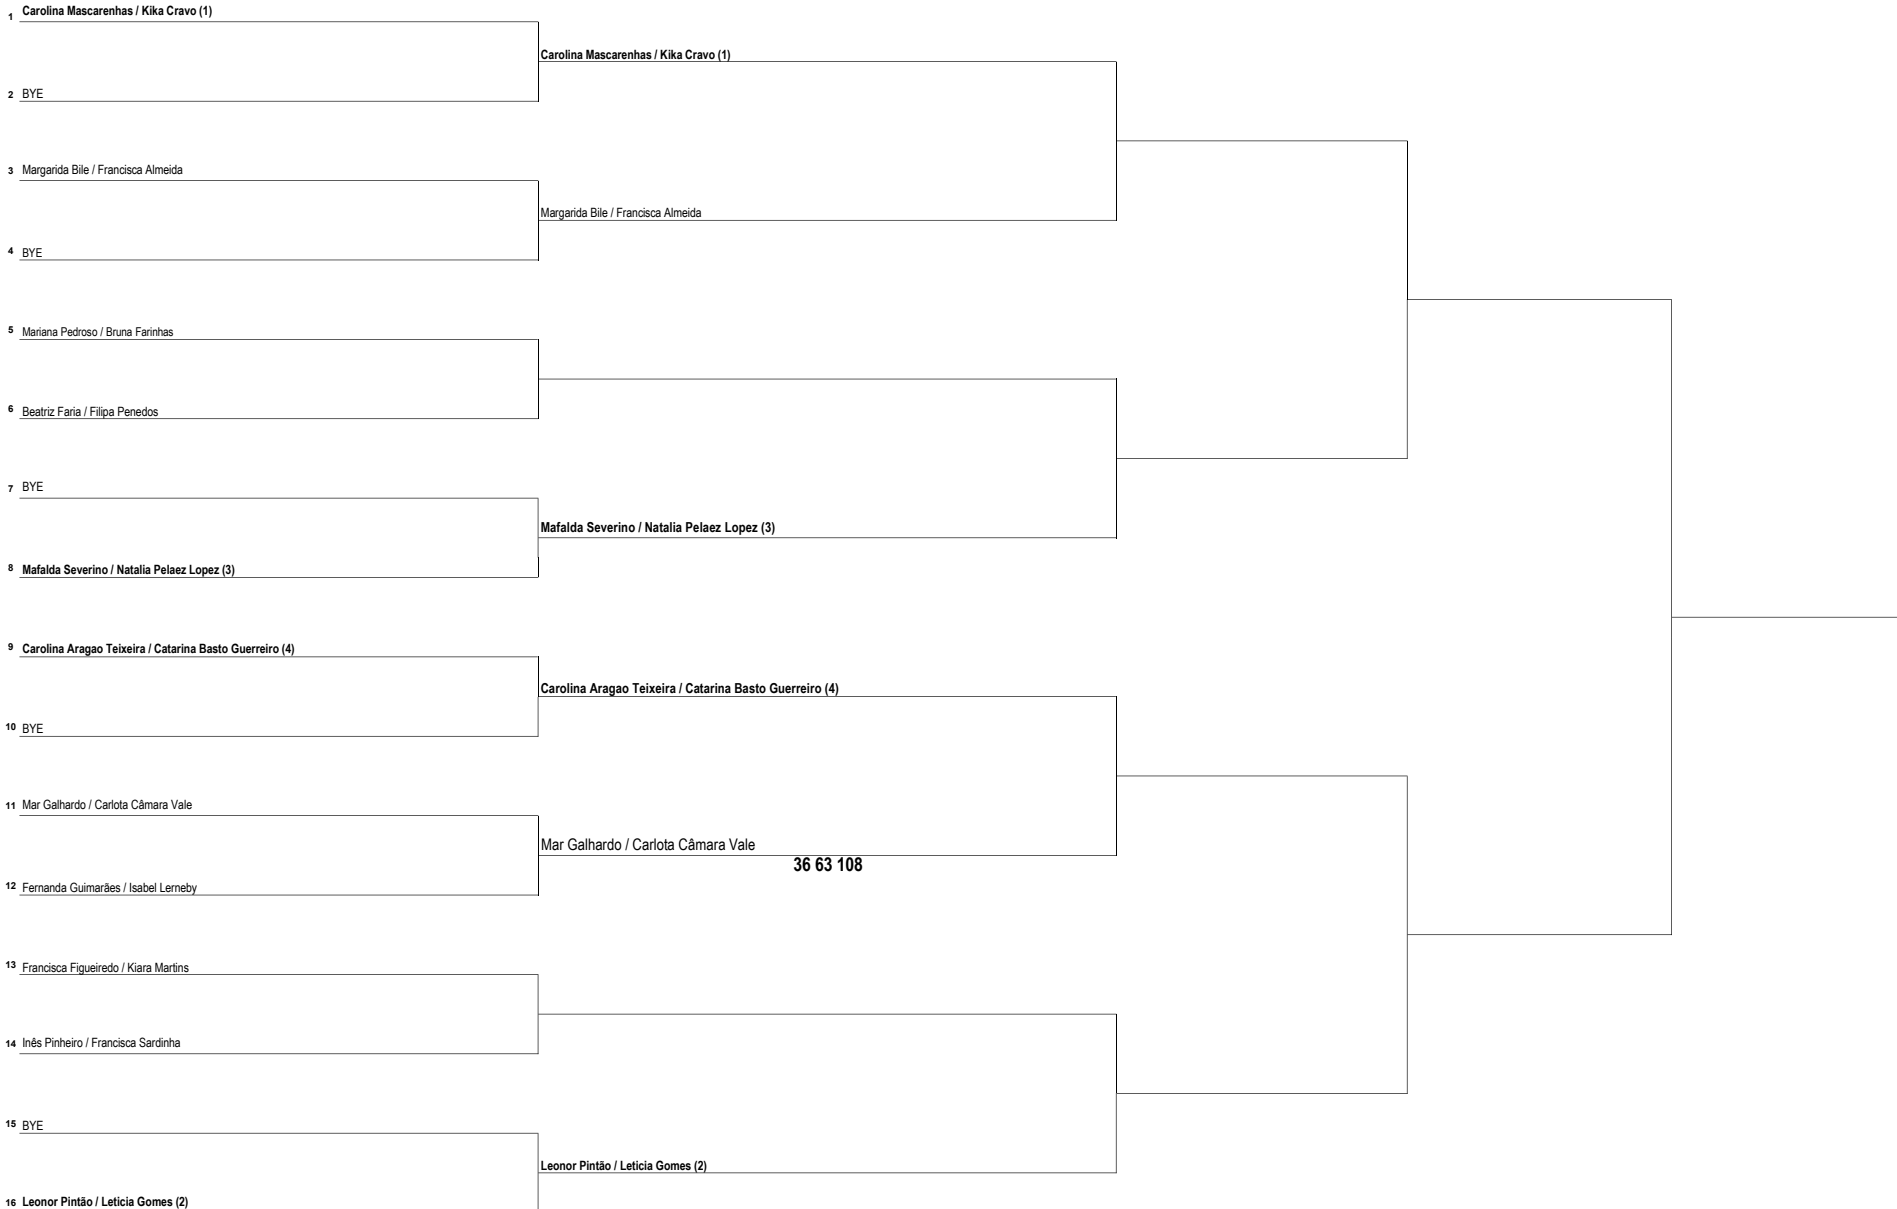 1 Carolina Mascarenhas / Kika Cravo (1)
Carolina Mascarenhas / Kika Cravo (1)
2 BYE
3 Margarida Bile / Francisca Almeida
Margarida Bile / Francisca Almeida
4 BYE
5 Mariana Pedroso / Bruna Farinhas
6 Beatriz Faria / Filipa Penedos
7 BYE
Mafalda Severino / Natalia Pelaez Lopez (3)
8 Mafalda Severino / Natalia Pelaez Lopez (3)
9 Carolina Aragao Teixeira / Catarina Basto Guerreiro (4)
Carolina Aragao Teixeira / Catarina Basto Guerreiro (4)
10 BYE
11 Mar Galhardo / Carlota Câmara Vale
Mar Galhardo / Carlota Câmara Vale
36 63 108
12 Fernanda Guimarães / Isabel Lerneby
13 Francisca Figueiredo / Kiara Martins
14 Inês Pinheiro / Francisca Sardinha
15 BYE
Leonor Pintão / Leticia Gomes (2)
16 Leonor Pintão / Leticia Gomes (2)